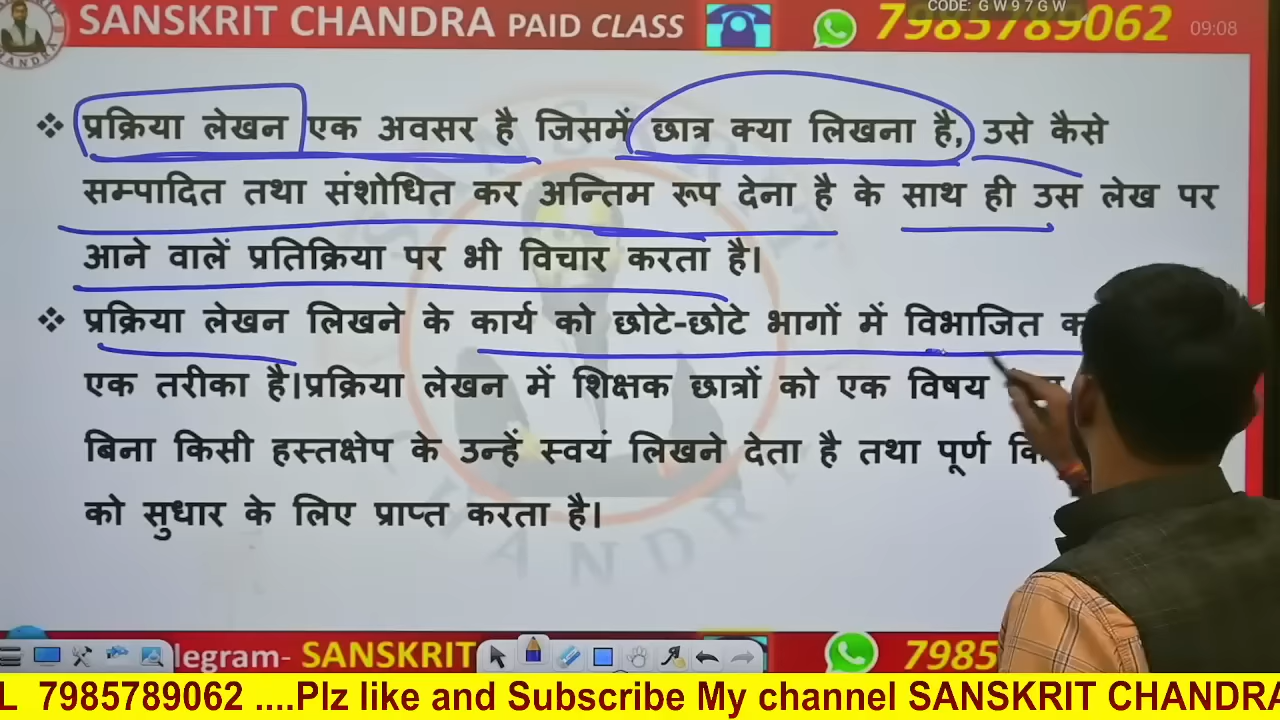 SANSKRIT CHANDRA PAID CLASS
CODE: G W 9 7 G W
7985789062
09:08
प्रक्रिया लेखन एक अवसर है जिसमें छात्र क्या लिखना है, उसे कैसे
सम्पादित तथा संशोधित कर अन्तिम रूप देना है के साथ ही उस लेख पर
आने वालें प्रतिक्रिया पर भी विचार करता है।
प्रक्रिया लेखन लिखने के कार्य को छोटे-छोटे भागों में विभाजित
एक तरीका है।प्रक्रिया लेखन में शिक्षक छात्रों को एक विषय
बिना किसी हस्तक्षेप के उन्हें स्वयं लिखने देता है तथा पूर्ण
को सुधार के लिए प्राप्त करता है।
legram- SANSKRIT
7985
L 7985789062 ....Plz like and Subscribe My channel SANSKRIT CHANDRA